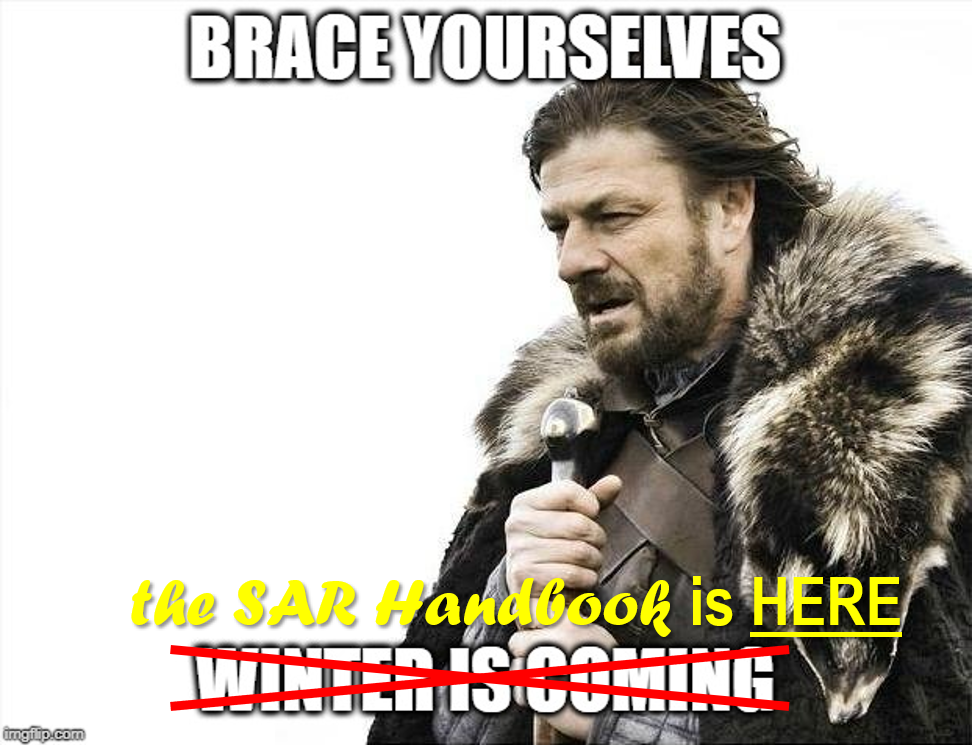 BRACE YOURSELVES
the SAR Handbook is HERE
WINTER IS COMING
imgflip.com